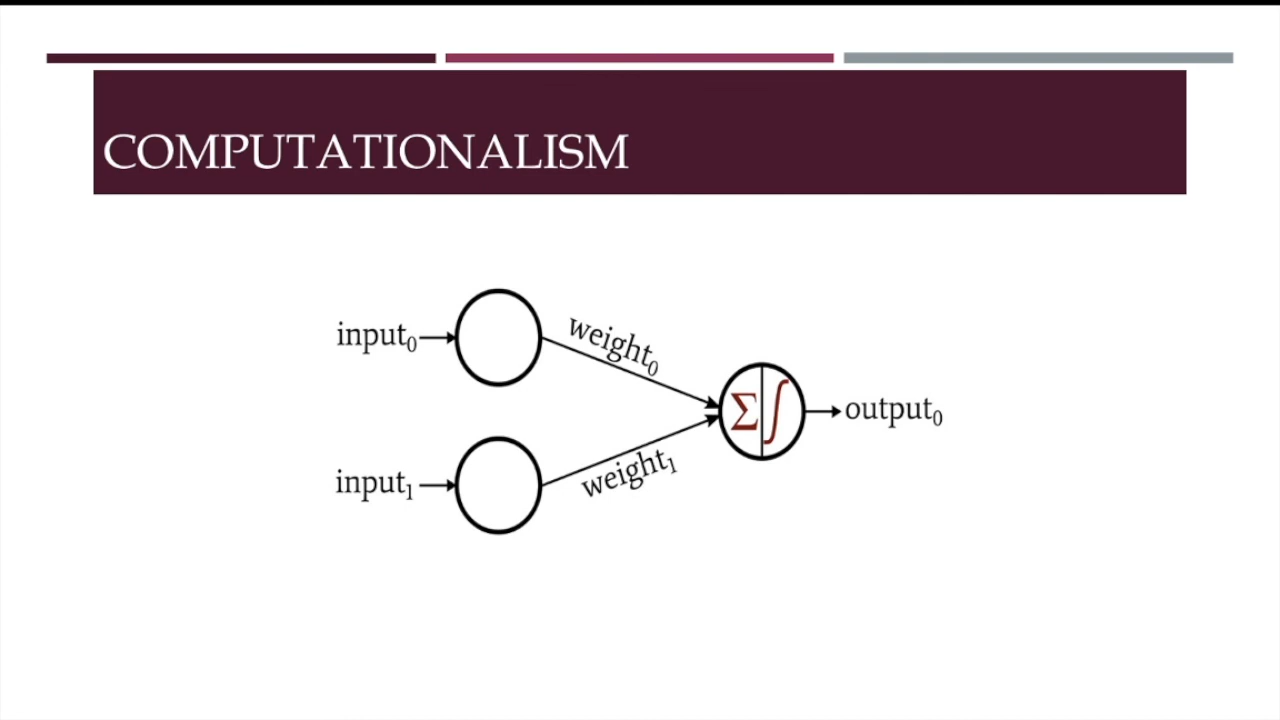 COMPUTATIONALISM
input₀
weight₀
Σ ∫
output₀
input₁
weight₁